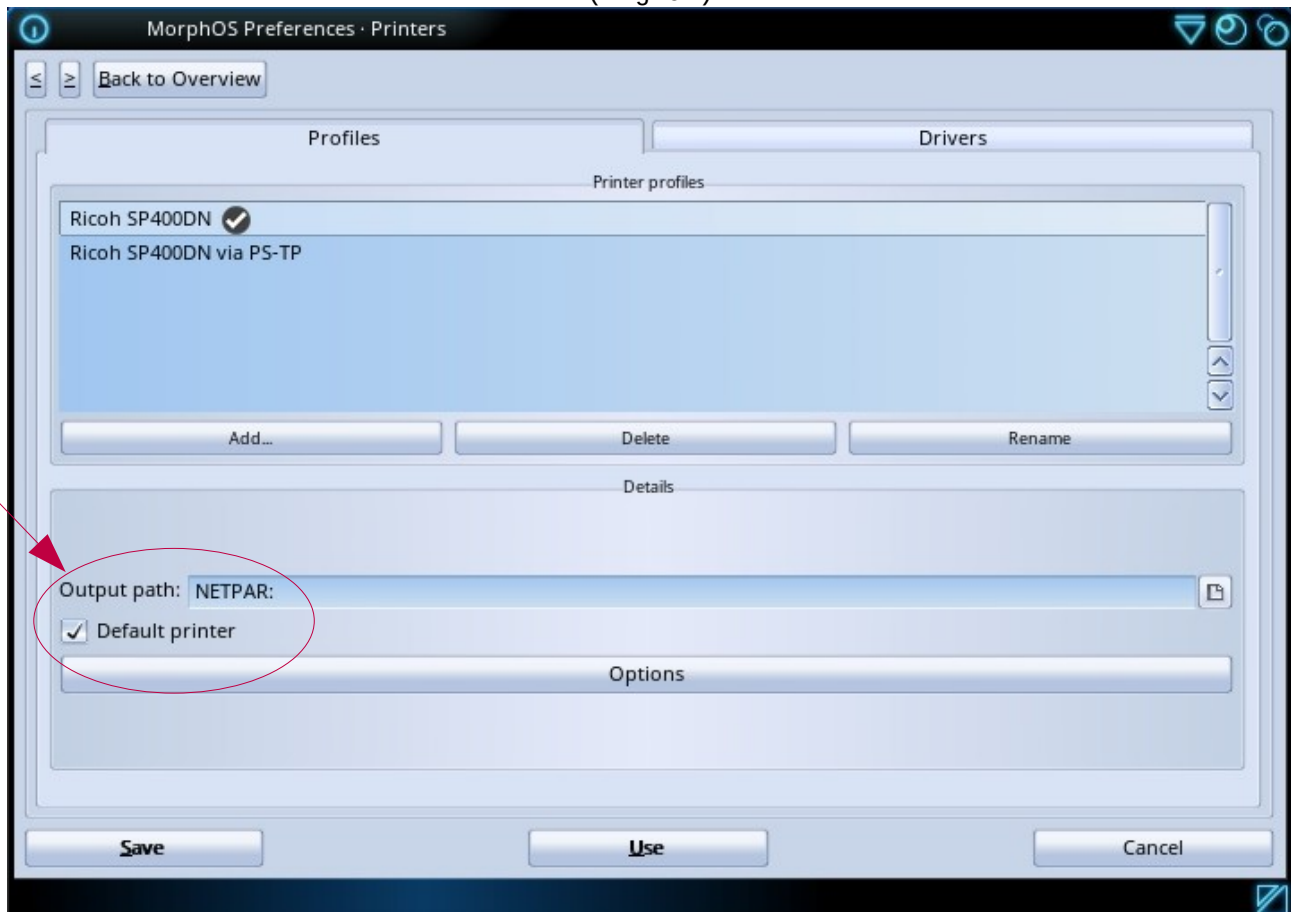 MorphOS Preferences · Printers
≤ ≥ Back to Overview
Profiles Drivers
Printer profiles
Ricoh SP400DN
Ricoh SP400DN via PS-TP
Add... Delete Rename
Details
Output path: NETPAR:
Default printer
Options
Save Use Cancel